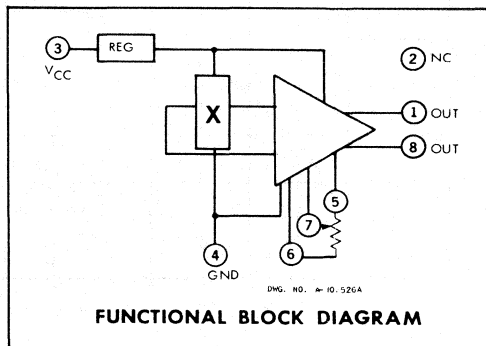 3 REG
VCC
2 NC
X
1 OUT
8 OUT
5
7
4 6
GND
DWG. NO. A-10,526A
FUNCTIONAL BLOCK DIAGRAM